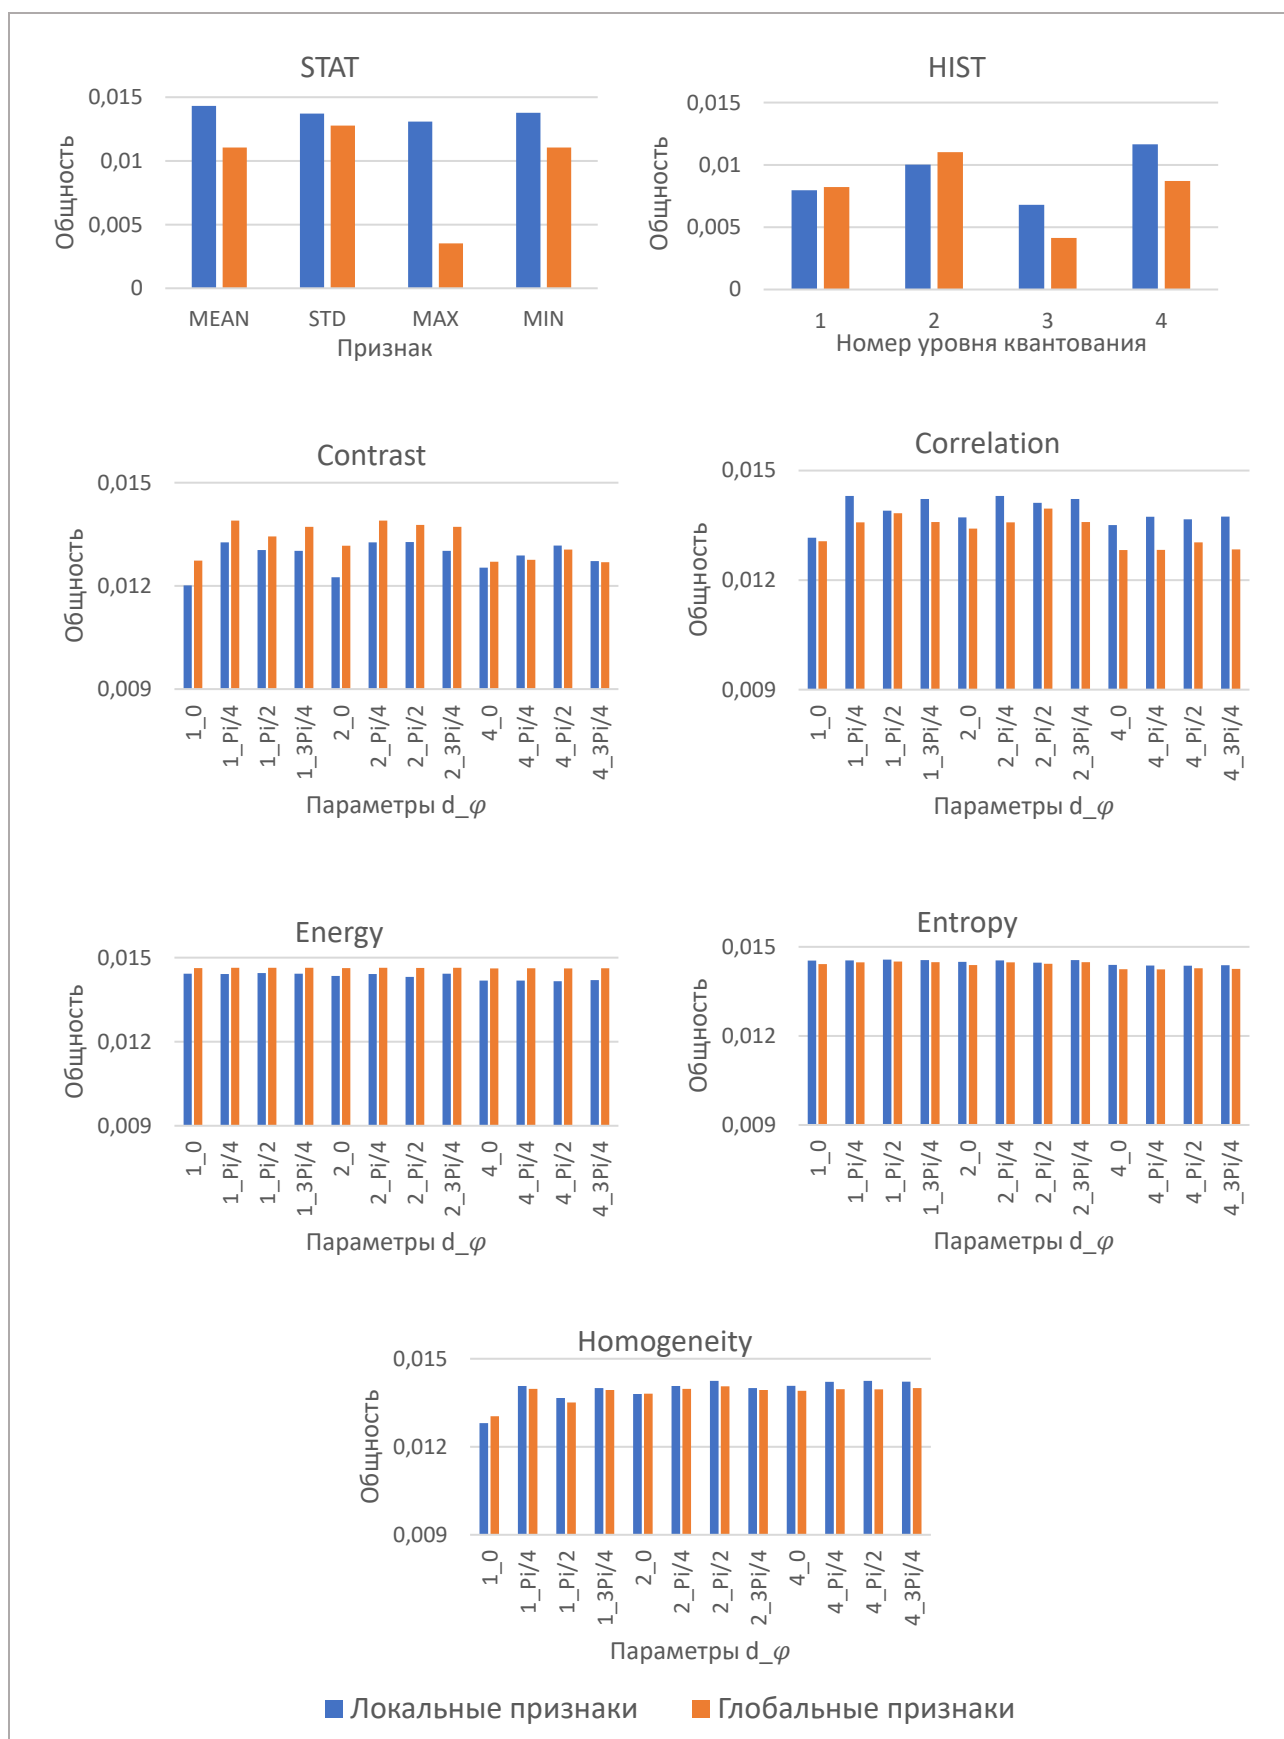 STAT
0,015
0,01
0,005
0
Общность
MEAN STD MAX MIN
Признак
HIST
0,015
0,01
0,005
0
Общность
1 2 3 4
Номер уровня квантования
Contrast
0,015
0,012
0,009
Общность
1_0 1_Pi/4 1_Pi/2 1_3Pi/4 2_0 2_Pi/4 2_Pi/2 2_3Pi/4 4_0 4_Pi/4 4_Pi/2 4_3Pi/4
Параметры d_φ
Correlation
0,015
0,012
0,009
Общность
1_0 1_Pi/4 1_Pi/2 1_3Pi/4 2_0 2_Pi/4 2_Pi/2 2_3Pi/4 4_0 4_Pi/4 4_Pi/2 4_3Pi/4
Параметры d_φ
Energy
0,015
0,012
0,009
Общность
1_0 1_Pi/4 1_Pi/2 1_3Pi/4 2_0 2_Pi/4 2_Pi/2 2_3Pi/4 4_0 4_Pi/4 4_Pi/2 4_3Pi/4
Параметры d_φ
Entropy
0,015
0,012
0,009
Общность
1_0 1_Pi/4 1_Pi/2 1_3Pi/4 2_0 2_Pi/4 2_Pi/2 2_3Pi/4 4_0 4_Pi/4 4_Pi/2 4_3Pi/4
Параметры d_φ
Homogeneity
0,015
0,012
0,009
Общность
1_0 1_Pi/4 1_Pi/2 1_3Pi/4 2_0 2_Pi/4 2_Pi/2 2_3Pi/4 4_0 4_Pi/4 4_Pi/2 4_3Pi/4
Параметры d_φ
Локальные признаки Глобальные признаки